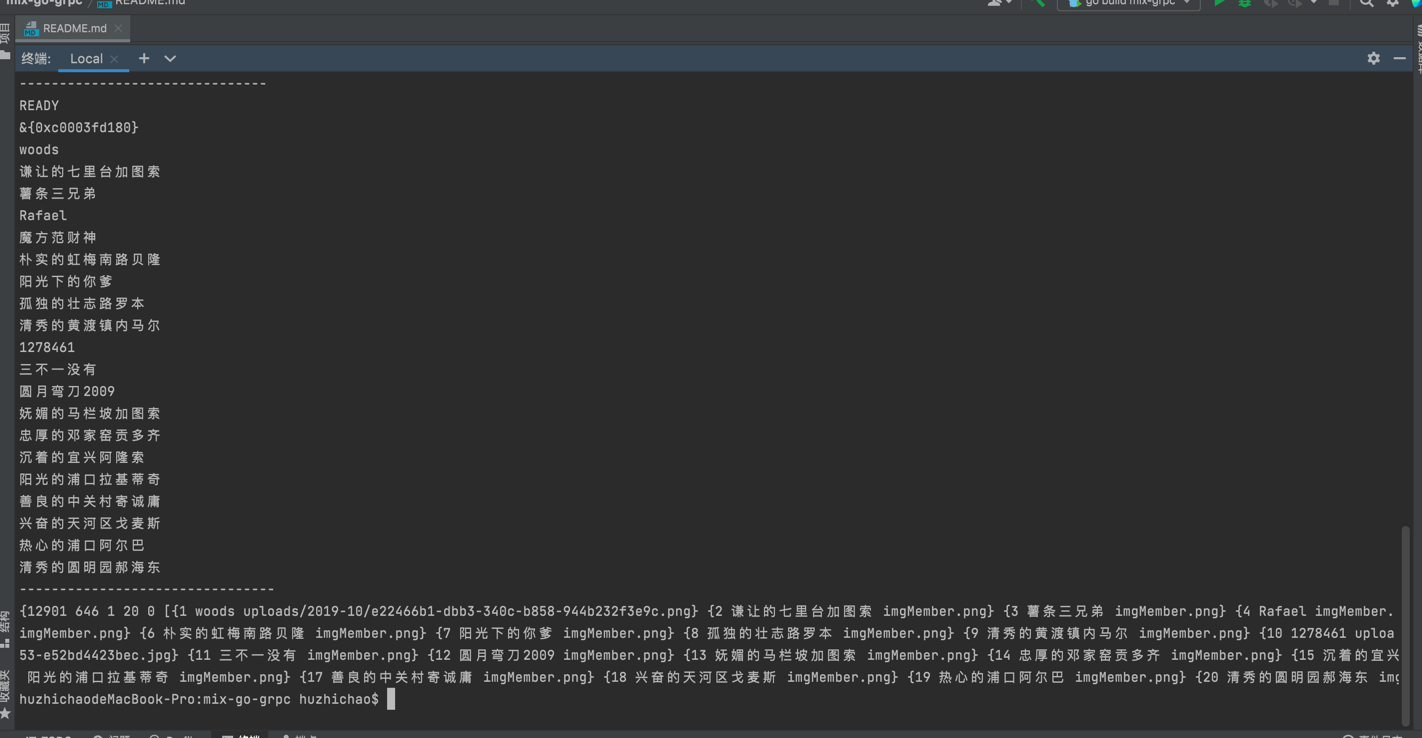 mix-go-grpc / README.md
go build mix-grpc
README.md
项目
终端: Local
------------------------------
READY
&{0xc0003fd180}
woods
谦让的七里台加图索
薯条三兄弟
Rafael
魔方范财神
朴实的虹梅南路贝隆
阳光下的你爹
孤独的壮志路罗本
清秀的黄渡镇内马尔
1278461
三不一没有
圆月弯刀2009
妩媚的马栏坡加图索
忠厚的邓家窑贡多齐
沉着的宜兴阿隆索
阳光的浦口拉基蒂奇
善良的中关村寄诚庸
兴奋的天河区戈麦斯
热心的浦口阿尔巴
清秀的圆明园郝海东
--------------------------------
{12901 646 1 20 0 [{1 woods uploads/2019-10/e22466b1-dbb3-340c-b858-944b232f3e9c.png} {2 谦让的七里台加图索 imgMember.png} {3 薯条三兄弟 imgMember.png} {4 Rafael imgMember.
imgMember.png} {6 朴实的虹梅南路贝隆 imgMember.png} {7 阳光下的你爹 imgMember.png} {8 孤独的壮志路罗本 imgMember.png} {9 清秀的黄渡镇内马尔 imgMember.png} {10 1278461 uploa
53-e52bd4423bec.jpg} {11 三不一没有 imgMember.png} {12 圆月弯刀2009 imgMember.png} {13 妩媚的马栏坡加图索 imgMember.png} {14 忠厚的邓家窑贡多齐 imgMember.png} {15 沉着的宜兴
阳光的浦口拉基蒂奇 imgMember.png} {17 善良的中关村寄诚庸 imgMember.png} {18 兴奋的天河区戈麦斯 imgMember.png} {19 热心的浦口阿尔巴 imgMember.png} {20 清秀的圆明园郝海东 img
huzhichaodeMacBook-Pro:mix-go-grpc huzhichao$
结构
收藏夹